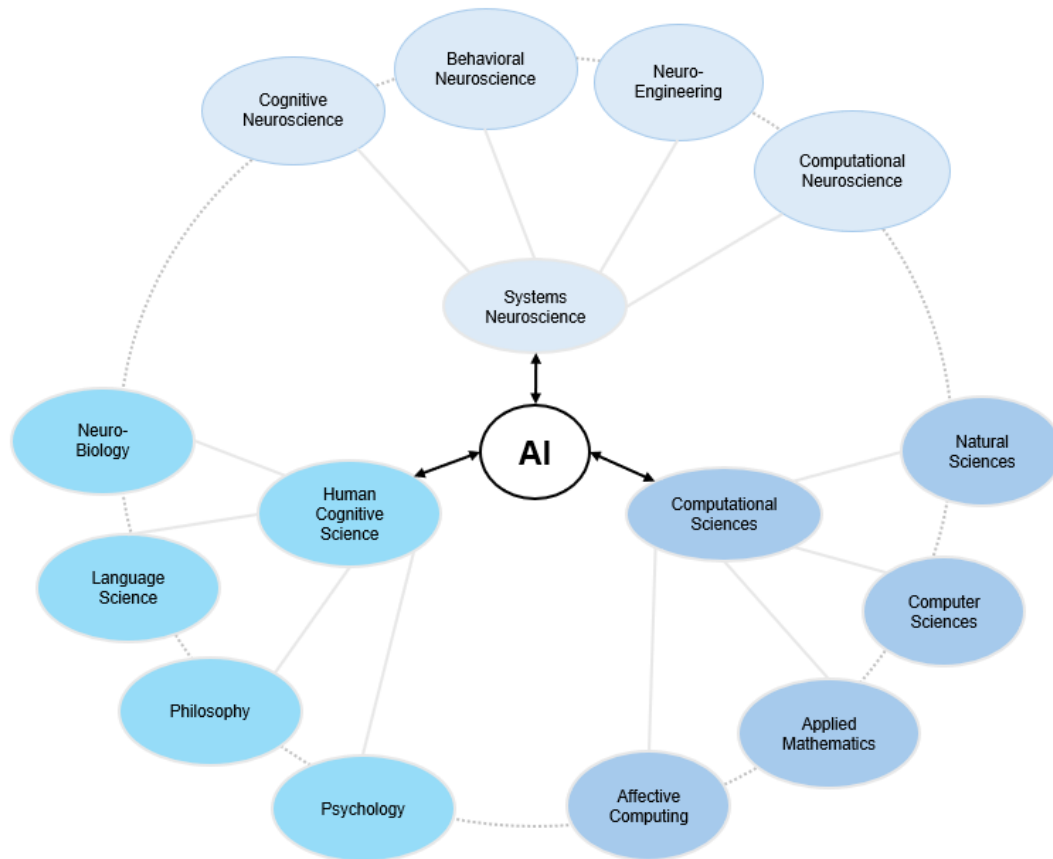 Behavioral
Neuroscience
Neuro-
Engineering
Cognitive
Neuroscience
Computational
Neuroscience
Systems
Neuroscience
AI
Neuro-
Biology
Natural
Sciences
Human
Cognitive
Science
Computational
Sciences
Language
Science
Computer
Sciences
Philosophy
Applied
Mathematics
Psychology
Affective
Computing